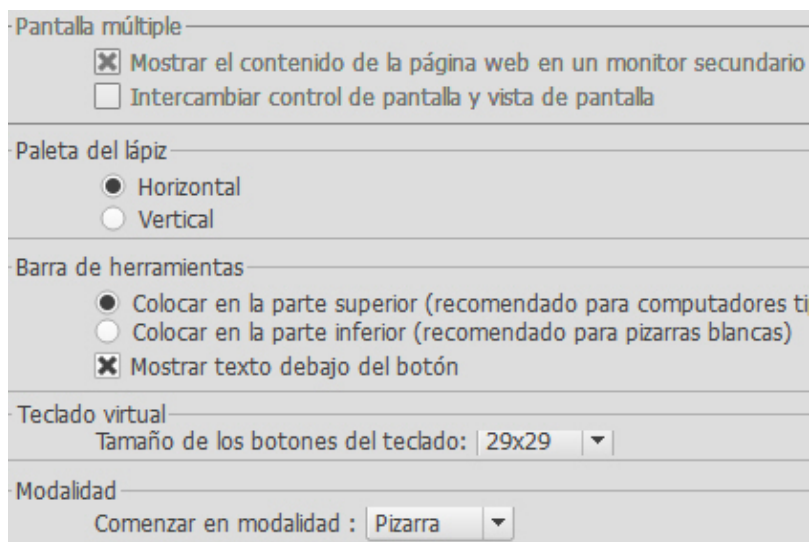 Pantalla múltiple
Mostrar el contenido de la página web en un monitor secundario
Intercambiar control de pantalla y vista de pantalla
Paleta del lápiz
Horizontal
Vertical
Barra de herramientas
Colocar en la parte superior (recomendado para computadores
Colocar en la parte inferior (recomendado para pizarras blancas)
Mostrar texto debajo del botón
Teclado virtual
Tamaño de los botones del teclado: 29x29
Modalidad
Comenzar en modalidad : Pizarra